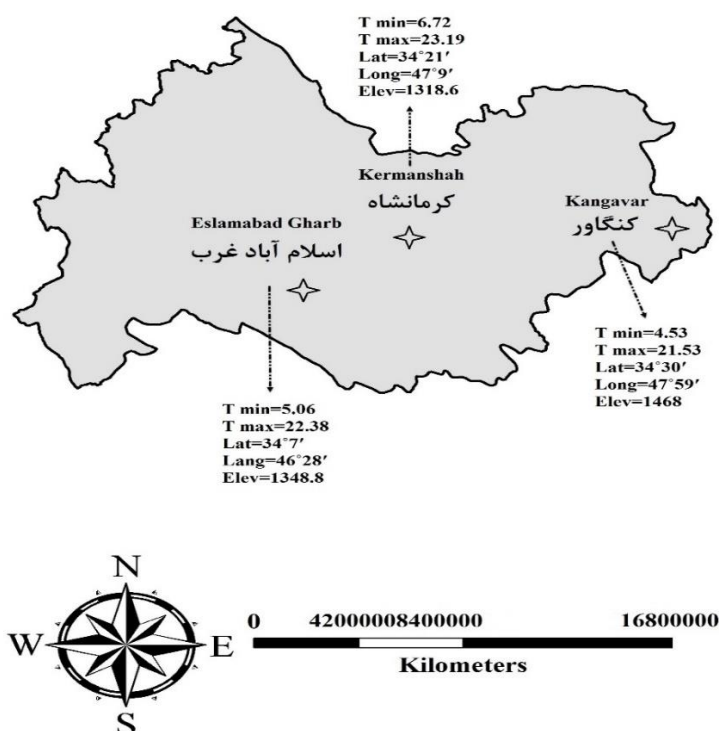 T min=6.72
T max=23.19
Lat=34°21′
Long=47°9′
Elev=1318.6
Kermanshah
کرمانشاه
Kangavar
کنگاور
Eslamabad Gharb
اسلام آباد غرب
T min=4.53
T max=21.53
Lat=34°30′
Long=47°59′
Elev=1468
T min=5.06
T max=22.38
Lat=34°7′
Lang=46°28′
Elev=1348.8
N
W E
S
0 42000008400000 16800000
Kilometers